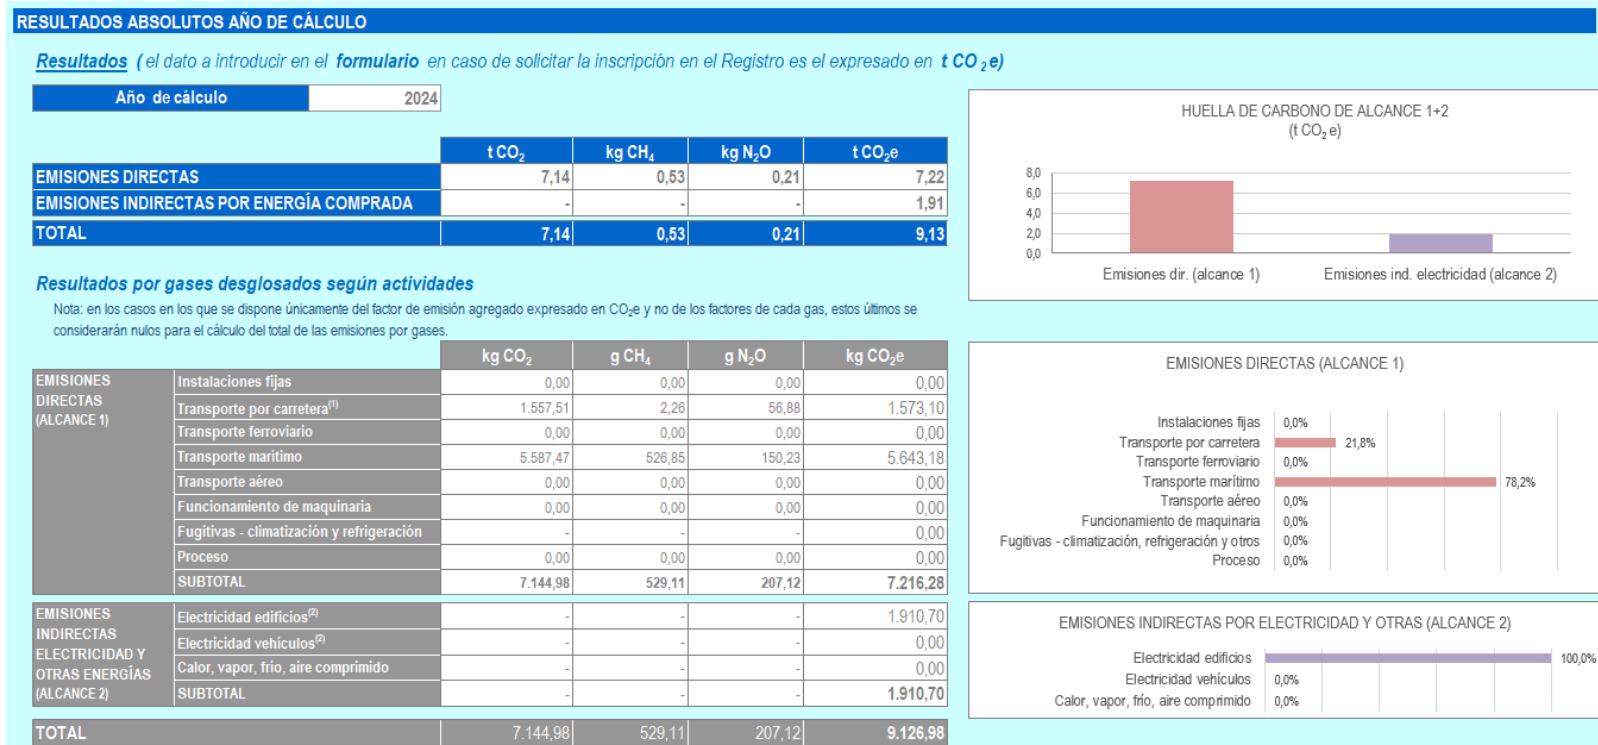 RESULTADOS ABSOLUTOS AÑO DE CÁLCULO
Resultados ( el dato a introducir en el formulario en caso de solicitar la inscripción en el Registro es el expresado en t CO2e)
Año de cálculo 2024
t CO2 kg CH4 kg N2O t CO2e
EMISIONES DIRECTAS 7,14 0,53 0,21 7,22
EMISIONES INDIRECTAS POR ENERGÍA COMPRADA - - - 1,91
TOTAL 7,14 0,53 0,21 9,13
Resultados por gases desglosados según actividades
Nota: en los casos en los que se dispone únicamente del factor de emisión agregado expresado en CO2e y no de los factores de cada gas, estos últimos se
considerarán nulos para el cálculo del total de las emisiones por gases.
kg CO2 g CH4 g N2O kg CO2e
EMISIONES
DIRECTAS
(ALCANCE 1)
Instalaciones fijas 0,00 0,00 0,00 0,00
Transporte por carretera(1) 1.557,51 2,26 56,88 1.573,10
Transporte ferroviario 0,00 0,00 0,00 0,00
Transporte marítimo 5.587,47 526,85 150,23 5.643,18
Transporte aéreo 0,00 0,00 0,00 0,00
Funcionamiento de maquinaria 0,00 0,00 0,00 0,00
Fugitivas - climatización y refrigeración - - - 0,00
Proceso 0,00 0,00 0,00 0,00
SUBTOTAL 7.144,98 529,11 207,12 7.216,28
EMISIONES
INDIRECTAS
ELECTRICIDAD Y
OTRAS ENERGÍAS
(ALCANCE 2)
Electricidad edificios(2) - - - 1.910,70
Electricidad vehículos(2) - - - 0,00
Calor, vapor, frío, aire comprimido - - - 0,00
SUBTOTAL - - - 1.910,70
TOTAL 7.144,98 529,11 207,12 9.126,98
HUELLA DE CARBONO DE ALCANCE 1+2
(t CO2 e)
8,0
6,0
4,0
2,0
0,0
Emisiones dir. (alcance 1) Emisiones ind. electricidad (alcance 2)
EMISIONES DIRECTAS (ALCANCE 1)
Instalaciones fijas 0,0%
Transporte por carretera 21,8%
Transporte ferroviario 0,0%
Transporte marítimo 78,2%
Transporte aéreo 0,0%
Funcionamiento de maquinaria 0,0%
Fugitivas - climatización, refrigeración y otros 0,0%
Proceso 0,0%
EMISIONES INDIRECTAS POR ELECTRICIDAD Y OTRAS (ALCANCE 2)
Electricidad edificios 100,0%
Electricidad vehículos 0,0%
Calor, vapor, frío, aire comprimido 0,0%